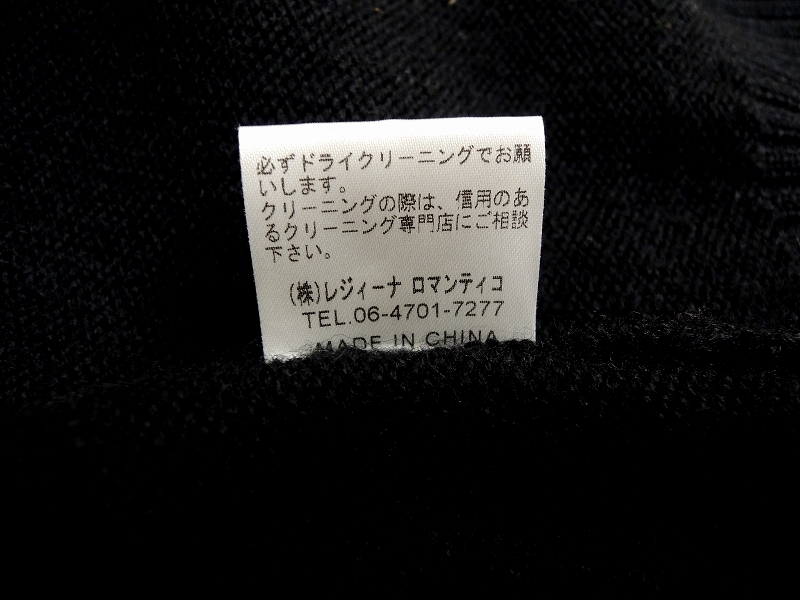 必ずドライクリーニングでお願
いします。
クリーニングの際は、信用のあ
るクリーニング専門店にご相談
下さい。
(株)レジィーナ ロマンティコ
TEL.06-4701-7277
MADE IN CHINA